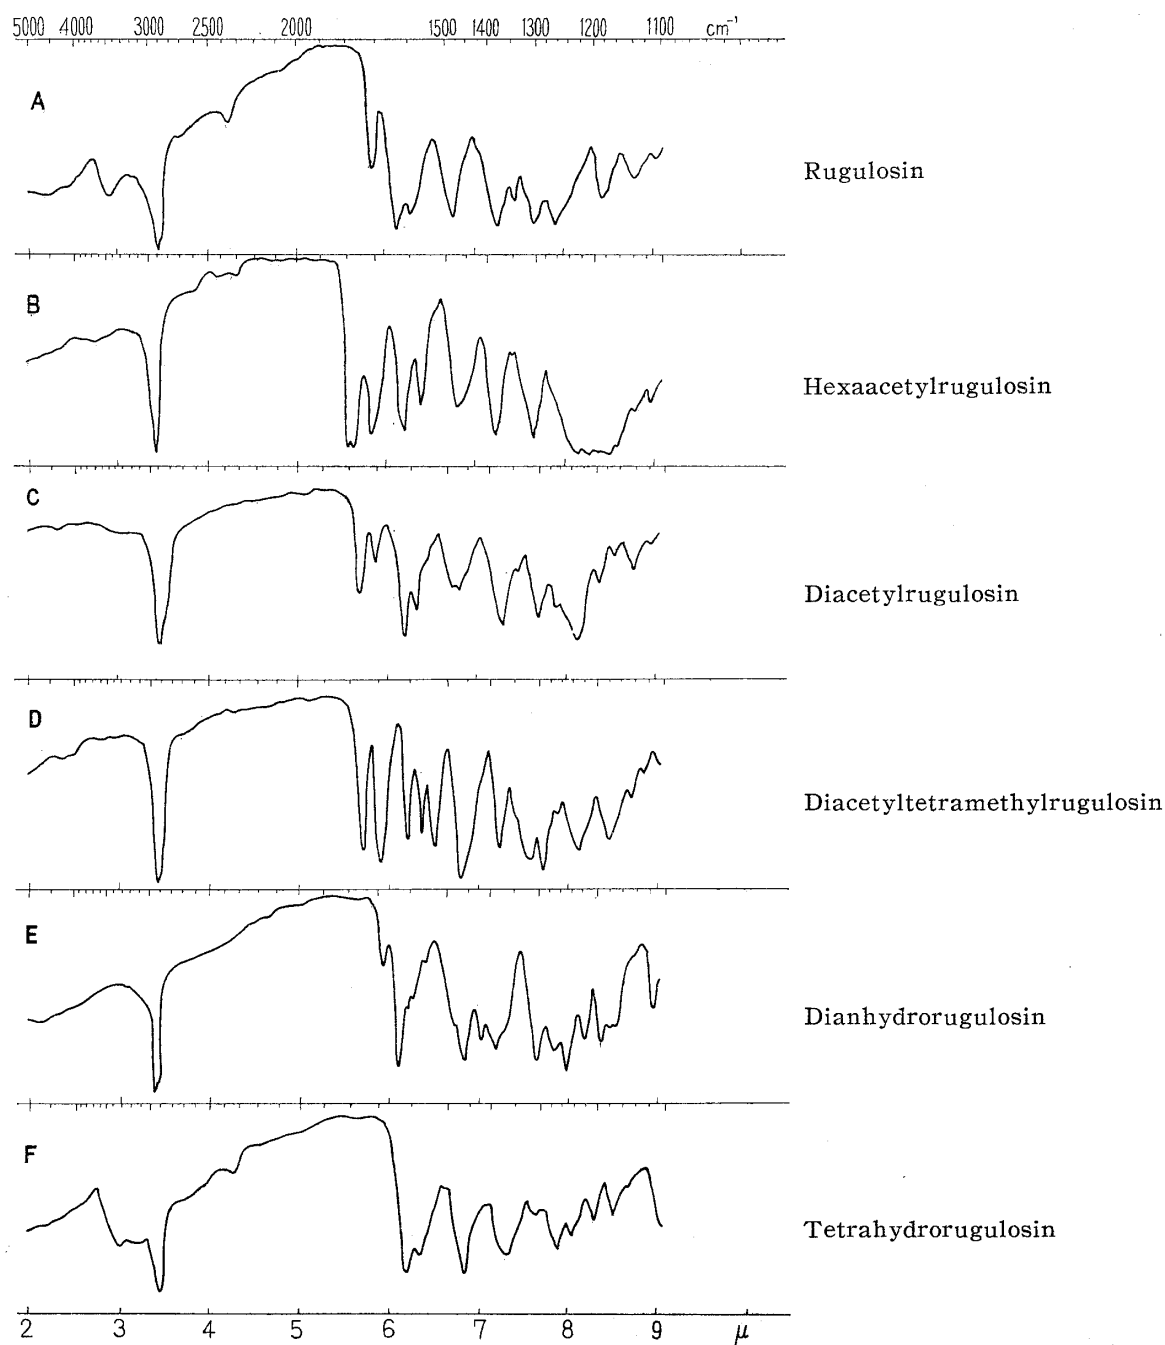 5000 4000 3000 2500 2000 1500 1400 1300 1200 1100 cm⁻¹
A
Rugulosin
B
Hexaacetylrugulosin
C
Diacetylrugulosin
D
Diacetyltetramethylrugulosin
E
Dianhydrorugulosin
F
Tetrahydrorugulosin
2 3 4 5 6 7 8 9 μ